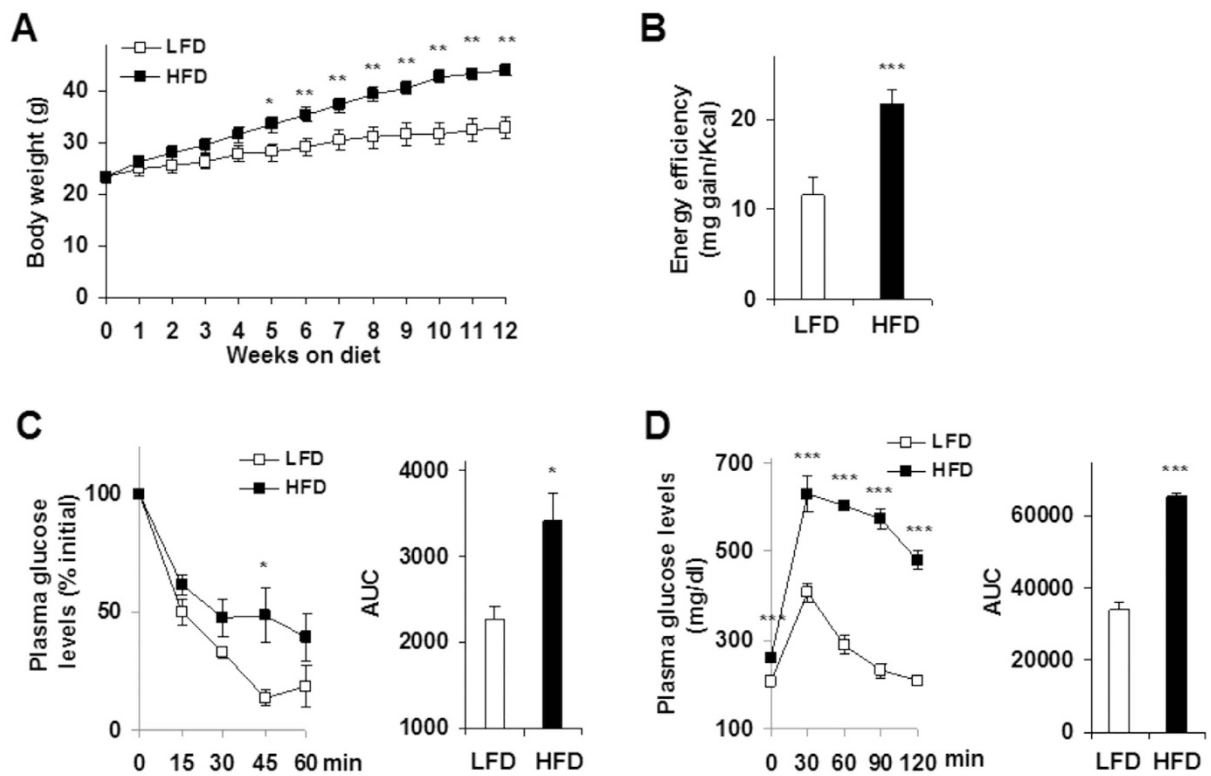 A
LFD
HFD
* ** ** ** ** ** ** **
Body weight (g)
40
30
20
10
0
0 1 2 3 4 5 6 7 8 9 10 11 12
Weeks on diet
B
***
Energy efficiency
(mg gain/Kcal)
20
10
0
LFD HFD
C
LFD
HFD
*
Plasma glucose
levels (% initial)
100
50
0
0 15 30 45 60 min
*
AUC
4000
3000
2000
1000
LFD HFD
D
LFD
HFD
*** *** *** *** ***
Plasma glucose levels
(mg/dl)
700
500
300
100
0 30 60 90 120 min
***
AUC
60000
40000
20000
0
LFD HFD